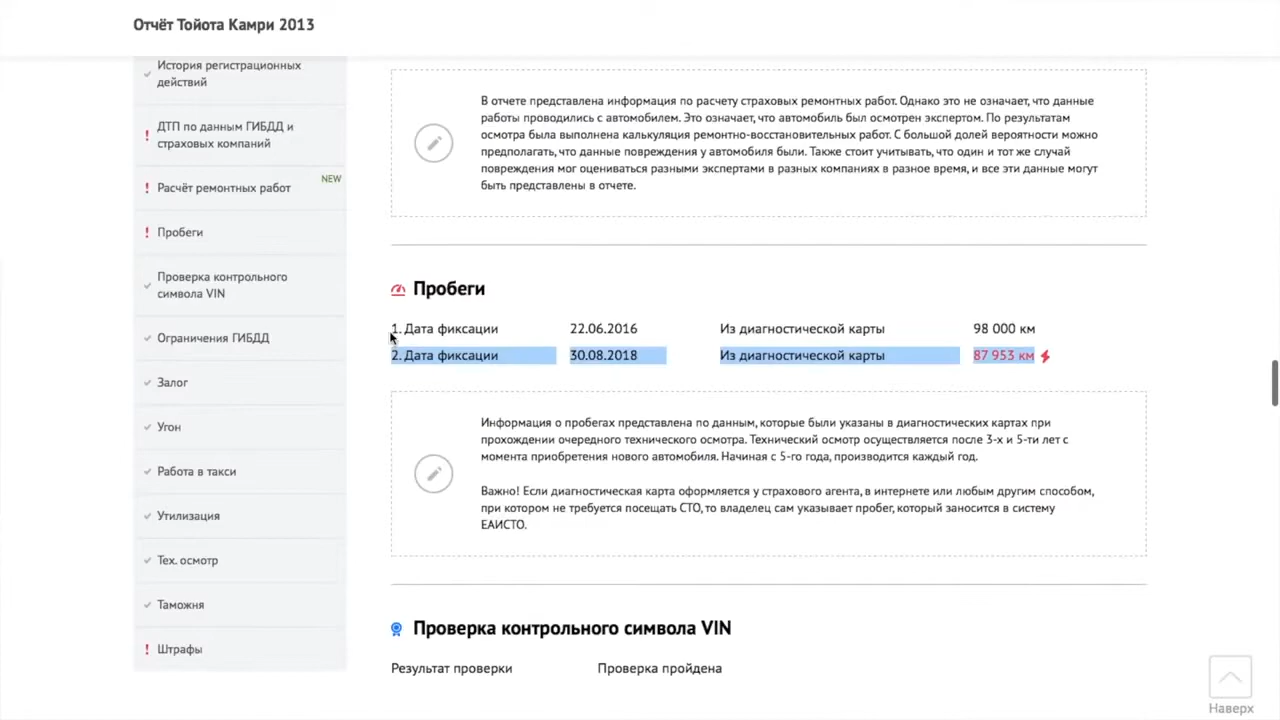 Отчёт Тойота Камри 2013
История регистрационных
действий
ДТП по данным ГИБДД и
страховых компаний
Расчёт ремонтных работ
NEW
Пробеги
Проверка контрольного
символа VIN
Ограничения ГИБДД
Залог
Угон
Работа в такси
Утилизация
Тех. осмотр
Таможня
Штрафы
В отчете представлена информация по расчету страховых ремонтных работ. Однако это не означает, что данные
работы проводились с автомобилем. Это означает, что автомобиль был осмотрен экспертом. По результатам
осмотра была выполнена калькуляция ремонтно-восстановительных работ. С большой долей вероятности можно
предполагать, что данные повреждения у автомобиля были. Также стоит учитывать, что один и тот же случай
повреждения мог оцениваться разными экспертами в разных компаниях в разное время, и все эти данные могут
быть представлены в отчете.
Пробеги
1. Дата фиксации 22.06.2016 Из диагностической карты 98 000 км
2. Дата фиксации 30.08.2018 Из диагностической карты 87 953 км
Информация о пробегах представлена по данным, которые были указаны в диагностических картах при
прохождении очередного технического осмотра. Технический осмотр осуществляется после 3-х и 5-ти лет с
момента приобретения нового автомобиля. Начиная с 5-го года, производится каждый год.
Важно! Если диагностическая карта оформляется у страхового агента, в интернете или любым другим способом,
при котором не требуется посещать СТО, то владелец сам указывает пробег, который заносится в систему
ЕАИСТО.
Проверка контрольного символа VIN
Результат проверки Проверка пройдена
Наверх